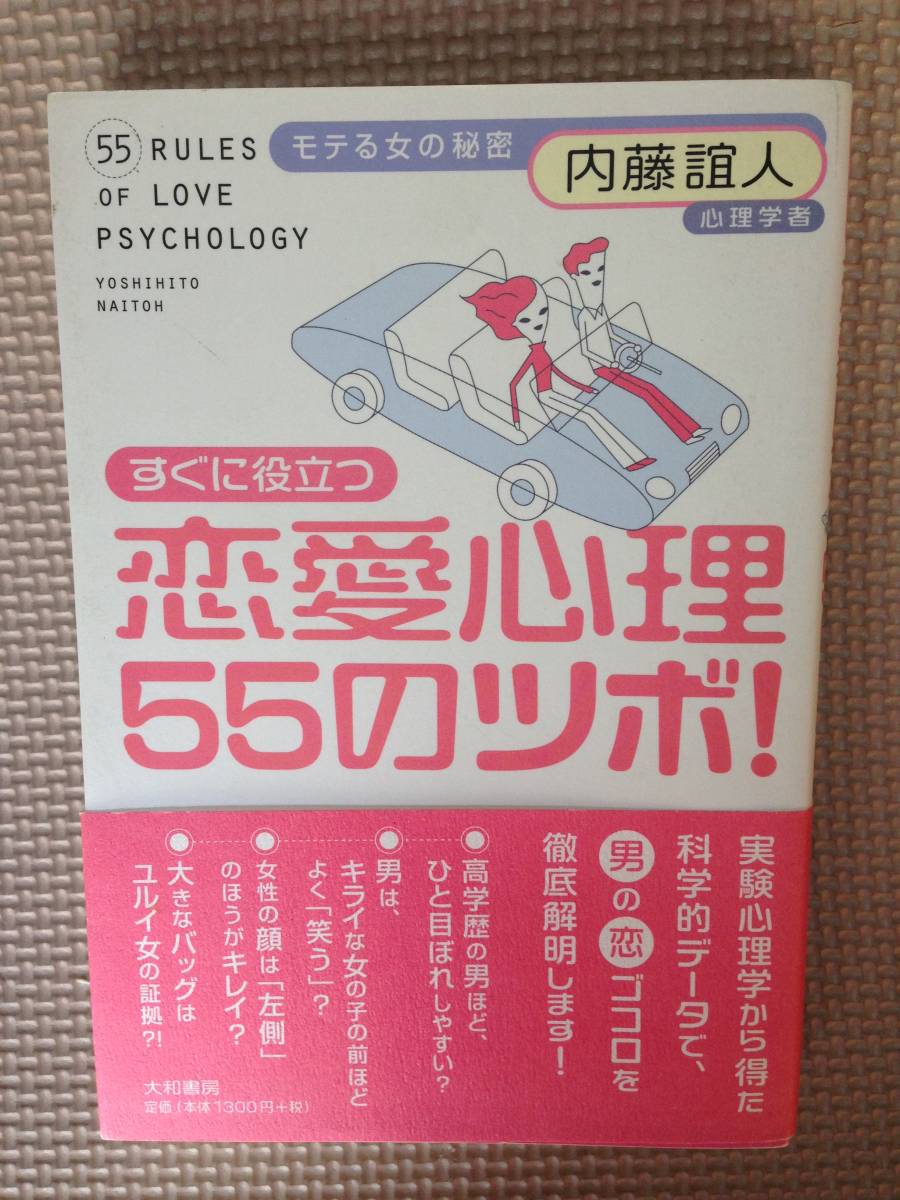 55 RULES
OF LOVE
PSYCHOLOGY
YOSHIHITO
NAITOH
モテる女の秘密
内藤誼人
心理学者
すぐに役立つ
恋愛心理
55のツボ!
実験心理学から得た
科学的データで、
男の恋ゴコロを
徹底解明します!
●高学歴の男ほど、
ひと目ぼれしやすい?
●男は、
キライな女の子の前ほど
よく「笑う」?
●女性の顔は「左側」
のほうがキレイ?
●大きなバッグは
ユルイ女の証拠?!
大和書房
定価(本体1300円+税)